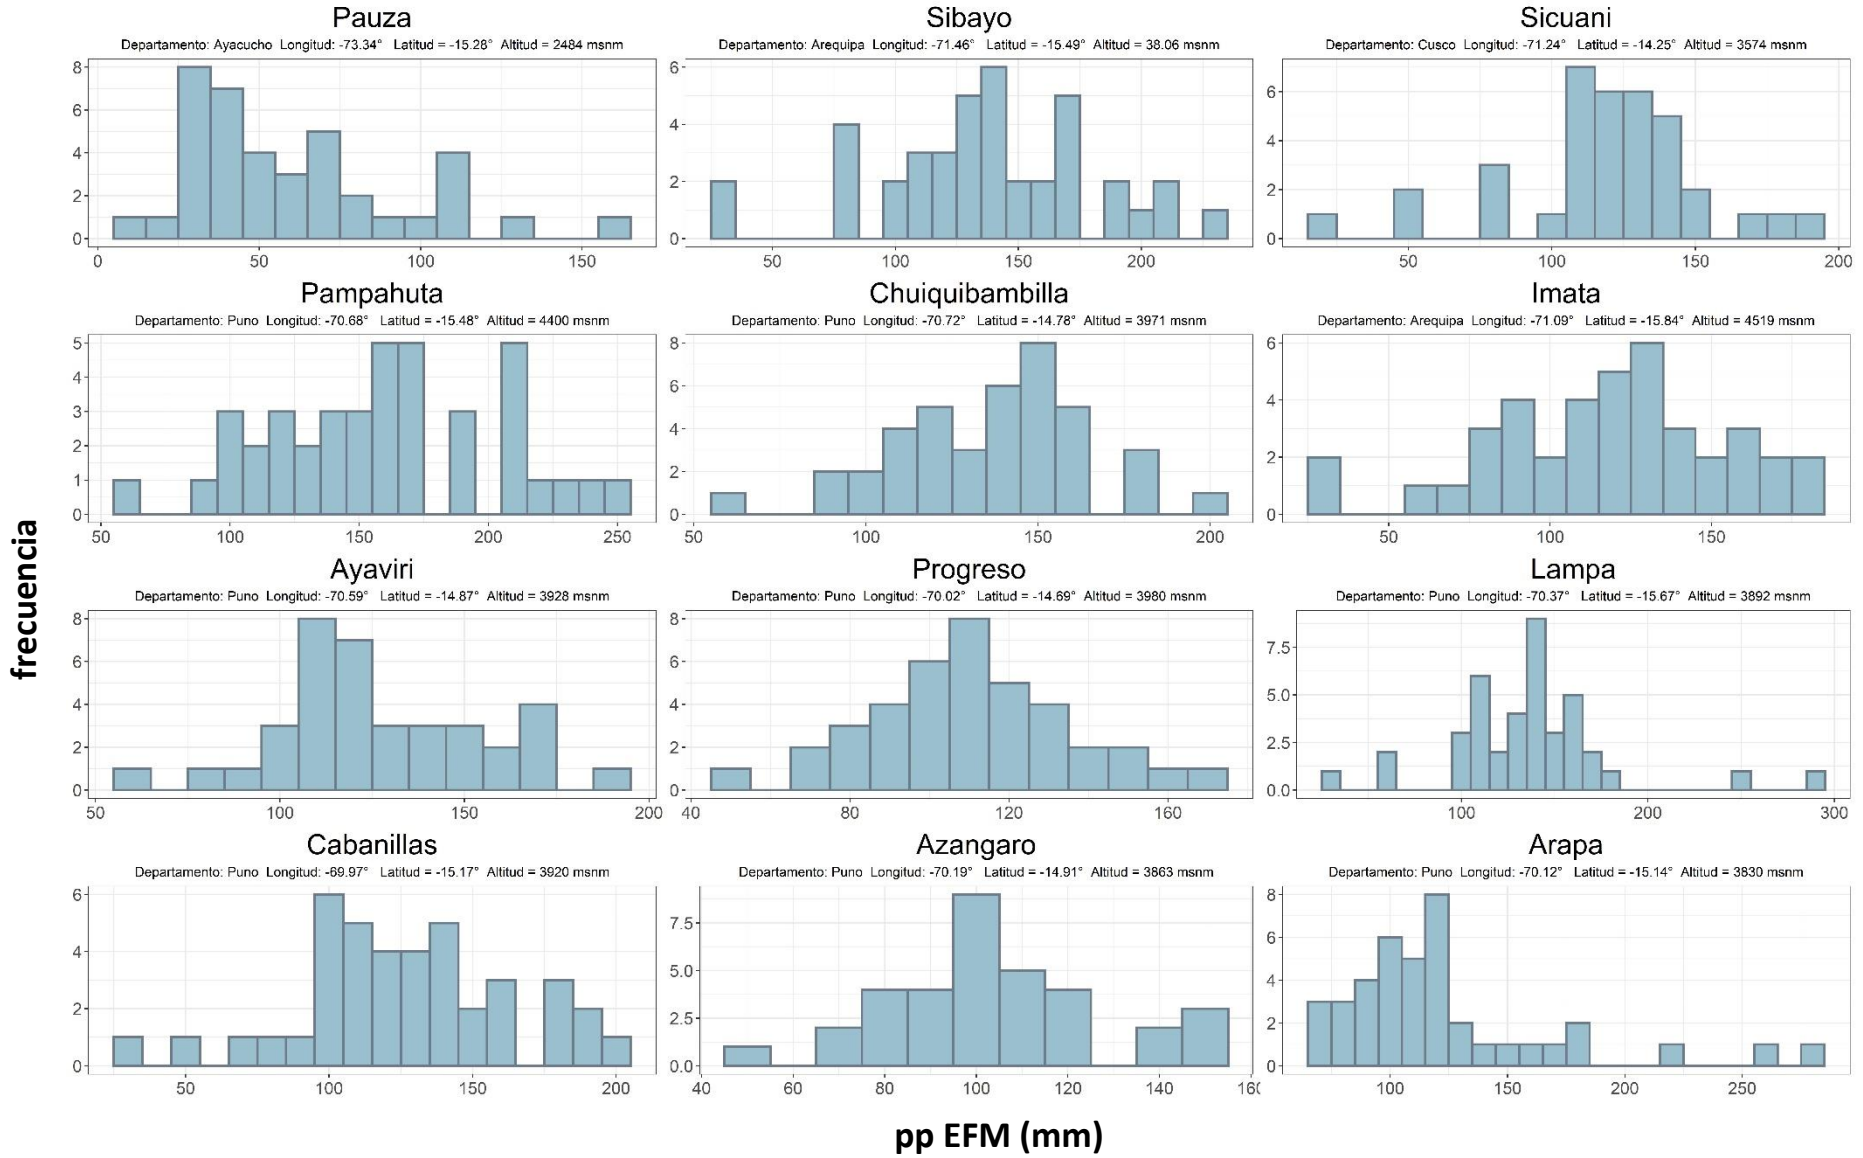 Pauza
Departamento: Ayacucho Longitud: -73.34° Latitud = -15.28° Altitud = 2484 msnm
8
6
4
2
0
0 50 100 150
Sibayo
Departamento: Arequipa Longitud: -71.46° Latitud = -15.49° Altitud = 38.06 msnm
6
4
2
0
50 100 150 200
Sicuani
Departamento: Cusco Longitud: -71.24° Latitud = -14.25° Altitud = 3574 msnm
6
4
2
0
50 100 150 200
Pampahuta
Departamento: Puno Longitud: -70.68° Latitud = -15.48° Altitud = 4400 msnm
5
4
3
2
1
0
50 100 150 200 250
Chuiquibambilla
Departamento: Puno Longitud: -70.72° Latitud = -14.78° Altitud = 3971 msnm
8
6
4
2
0
50 100 150 200
Imata
Departamento: Arequipa Longitud: -71.09° Latitud = -15.84° Altitud = 4519 msnm
6
4
2
0
50 100 150
frecuencia
Ayaviri
Departamento: Puno Longitud: -70.59° Latitud = -14.87° Altitud = 3928 msnm
8
6
4
2
0
50 100 150 200
Progreso
Departamento: Puno Longitud: -70.02° Latitud = -14.69° Altitud = 3980 msnm
8
6
4
2
0
40 80 120 160
Lampa
Departamento: Puno Longitud: -70.37° Latitud = -15.67° Altitud = 3892 msnm
7.5
5.0
2.5
0.0
100 200 300
Cabanillas
Departamento: Puno Longitud: -69.97° Latitud = -15.17° Altitud = 3920 msnm
6
4
2
0
50 100 150 200
Azangaro
Departamento: Puno Longitud: -70.19° Latitud = -14.91° Altitud = 3863 msnm
7.5
5.0
2.5
0.0
40 60 80 100 120 140 16
Arapa
Departamento: Puno Longitud: -70.12° Latitud = -15.14° Altitud = 3830 msnm
8
6
4
2
0
100 150 200 250
pp EFM (mm)